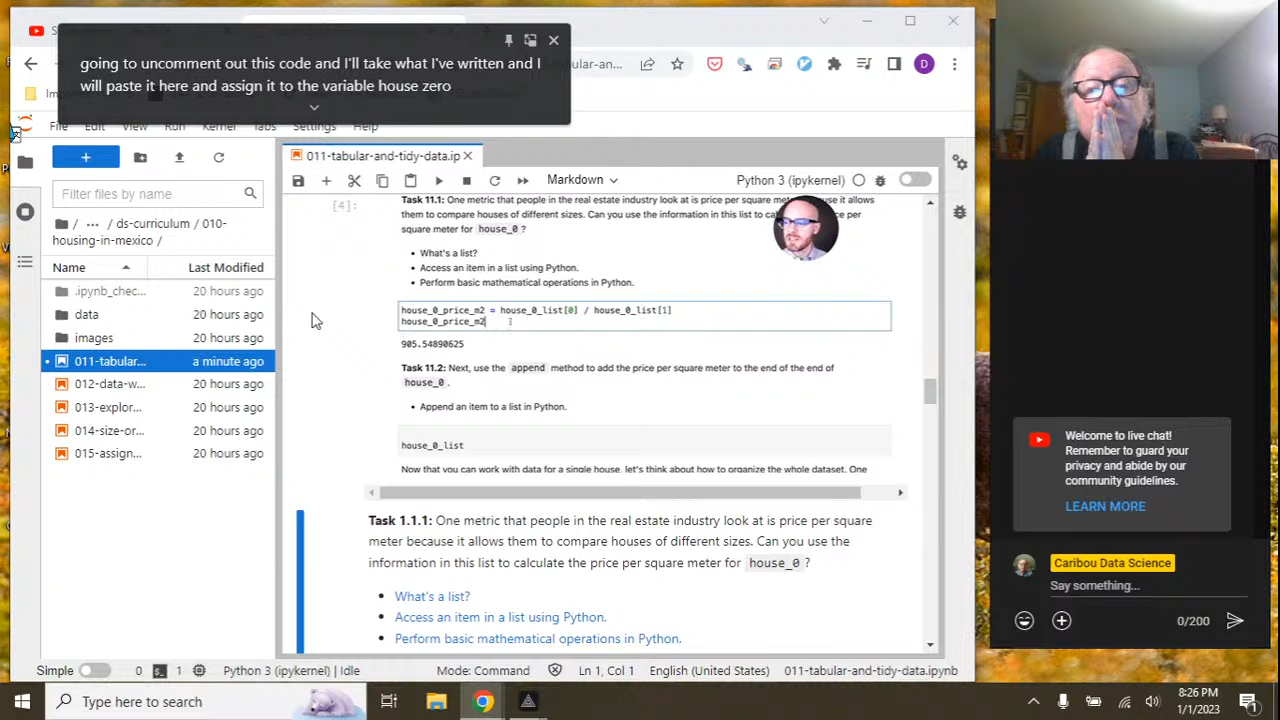 going to uncomment out this code and I'll take what I've written and I
will paste it here and assign it to the variable house zero
File Edit View Run Kernel Tabs Settings Help
011-tabular-and-tidy-data.ip
Filter files by name
Markdown
Python 3 (ipykernel)
/ ... / ds-curriculum / 010-
housing-in-mexico /
Name
Last Modified
.ipynb_chec... 20 hours ago
data 20 hours ago
images 20 hours ago
011-tabular... a minute ago
012-data-w... 20 hours ago
013-explor... 20 hours ago
014-size-or... 20 hours ago
015-assign... 20 hours ago
[4]:
Task 11.1: One metric that people in the real estate industry look at is price per square
them to compare houses of different sizes. Can you use the information in this list to
square meter for house_0 ?
• What's a list?
• Access an item in a list using Python.
• Perform basic mathematical operations in Python.
house_0_price_m2 = house_0_list[0] / house_0_list[1]
house_0_price_m2
905.54890625
Task 11.2: Next, use the append method to add the price per square meter to the end of the end of
house_0 .
• Append an item to a list in Python.
house_0_list
Now that you can work with data for a single house, let's think about how to organize the whole dataset. One
Task 1.1.1: One metric that people in the real estate industry look at is price per square
meter because it allows them to compare houses of different sizes. Can you use the
information in this list to calculate the price per square meter for house_0 ?
• What's a list?
• Access an item in a list using Python.
• Perform basic mathematical operations in Python.
Simple 0 1 Python 3 (ipykernel) | Idle
Mode: Command Ln 1, Col 1 English (United States) 011-tabular-and-tidy-data.ipynb
Welcome to live chat!
Remember to guard your
privacy and abide by our
community guidelines.
LEARN MORE
Caribou Data Science
Say something...
0/200
Type here to search
8:26 PM
1/1/2023